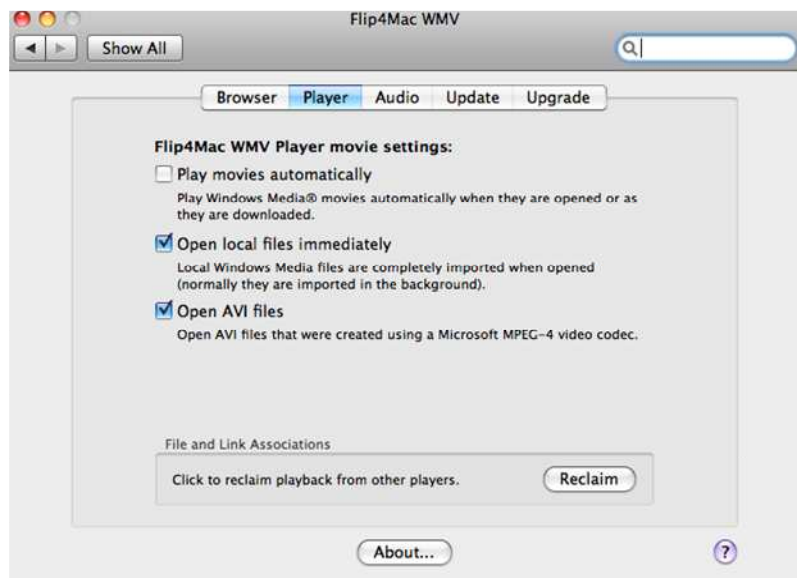 Flip4Mac WMV
Show All
Browser Player Audio Update Upgrade
Flip4Mac WMV Player movie settings:
Play movies automatically
Play Windows Media® movies automatically when they are opened or as
they are downloaded.
Open local files immediately
Local Windows Media files are completely imported when opened
(normally they are imported in the background).
Open AVI files
Open AVI files that were created using a Microsoft MPEG-4 video codec.
File and Link Associations
Click to reclaim playback from other players. Reclaim
About... ?